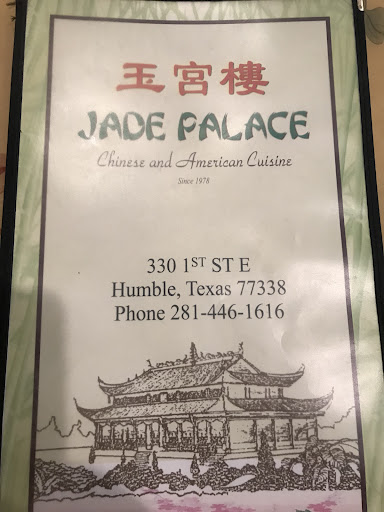 玉宮樓
JADE PALACE
Chinese and American Cuisine
Since 1978
330 1ST ST E
Humble, Texas 77338
Phone 281-446-1616